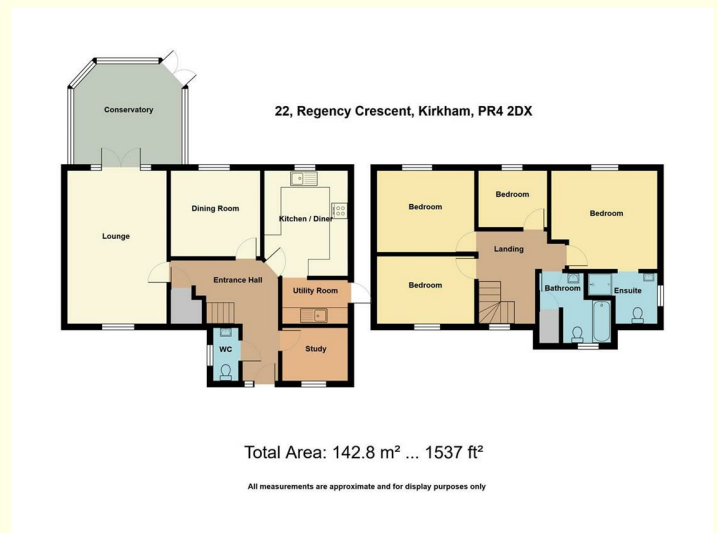 22, Regency Crescent, Kirkham, PR4 2DX
Conservatory
Lounge
Dining Room
Kitchen / Diner
Entrance Hall
Utility Room
WC
Study
Bedroom
Bedroom
Bedroom
Landing
Bedroom
Bathroom
Ensuite
Total Area: 142.8 m² ... 1537 ft²
All measurements are approximate and for display purposes only